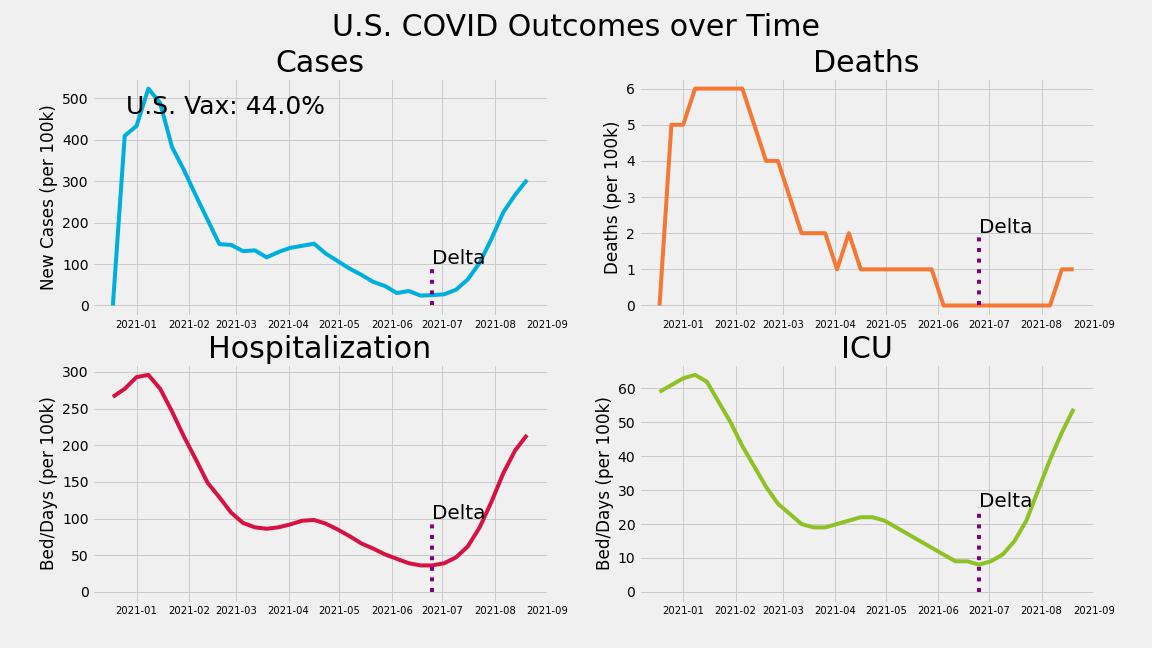 U.S. COVID Outcomes over Time
Cases
New Cases (per 100k)
500
400
300
200
100
0
U.S. Vax: 44.0%
Delta
2021-01 2021-02 2021-03 2021-04 2021-05 2021-06 2021-07 2021-08 2021-09
Deaths
Deaths (per 100k)
6
5
4
3
2
1
0
Delta
2021-01 2021-02 2021-03 2021-04 2021-05 2021-06 2021-07 2021-08 2021-09
Hospitalization
Bed/Days (per 100k)
300
250
200
150
100
50
0
Delta
2021-01 2021-02 2021-03 2021-04 2021-05 2021-06 2021-07 2021-08 2021-09
ICU
Bed/Days (per 100k)
60
50
40
30
20
10
0
Delta
2021-01 2021-02 2021-03 2021-04 2021-05 2021-06 2021-07 2021-08 2021-09